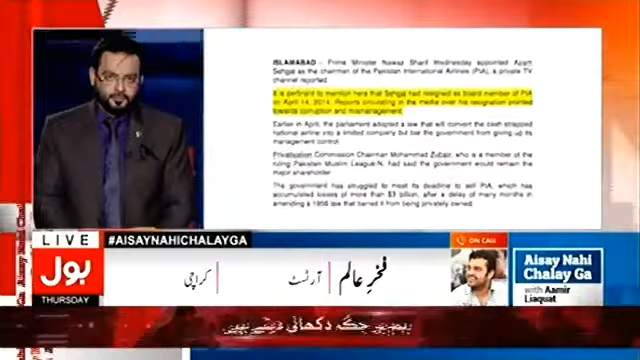 ISLAMABAD - Prime Minister Nawaz Sharif Wednesday appointed Azam
Sehgal as the chairman of the Pakistan International Airlines (PIA), a private TV
channel reported.
It is pertinent to mention here that Sehgal had resigned as board member of PIA
on April 14, 2014. Reports circulating in the media over his resignation pointed
towards corruption and mismanagement.
Earlier in April, the parliament adopted a law that will convert the cash strapped
national airline into a limited company but bar the government from giving up its
management control.
Privatisation Commission Chairman Mohammad Zubair, who is a member of the
ruling Pakistan Muslim League-N, had said the government would remain the
major shareholder.
The government has struggled to meet its deadline to sell PIA, which has
accumulated losses of more than $3 billion, after a delay of many months in
amending a 1956 law that barred it from being privately owned.
LIVE #AISAYNAHICHALAYGA
ON CALL
بول
THURSDAY
فخرِ عالم
آرٹسٹ
کراچی
Aisay Nahi
Chalay Ga
with Aamir
Liaquat
جگہ دکھائی